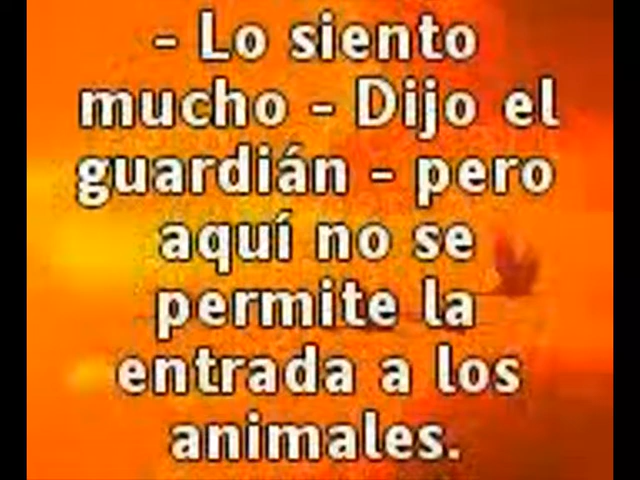 - Lo siento
mucho - Dijo el
guardián - pero
aquí no se
permite la
entrada a los
animales.